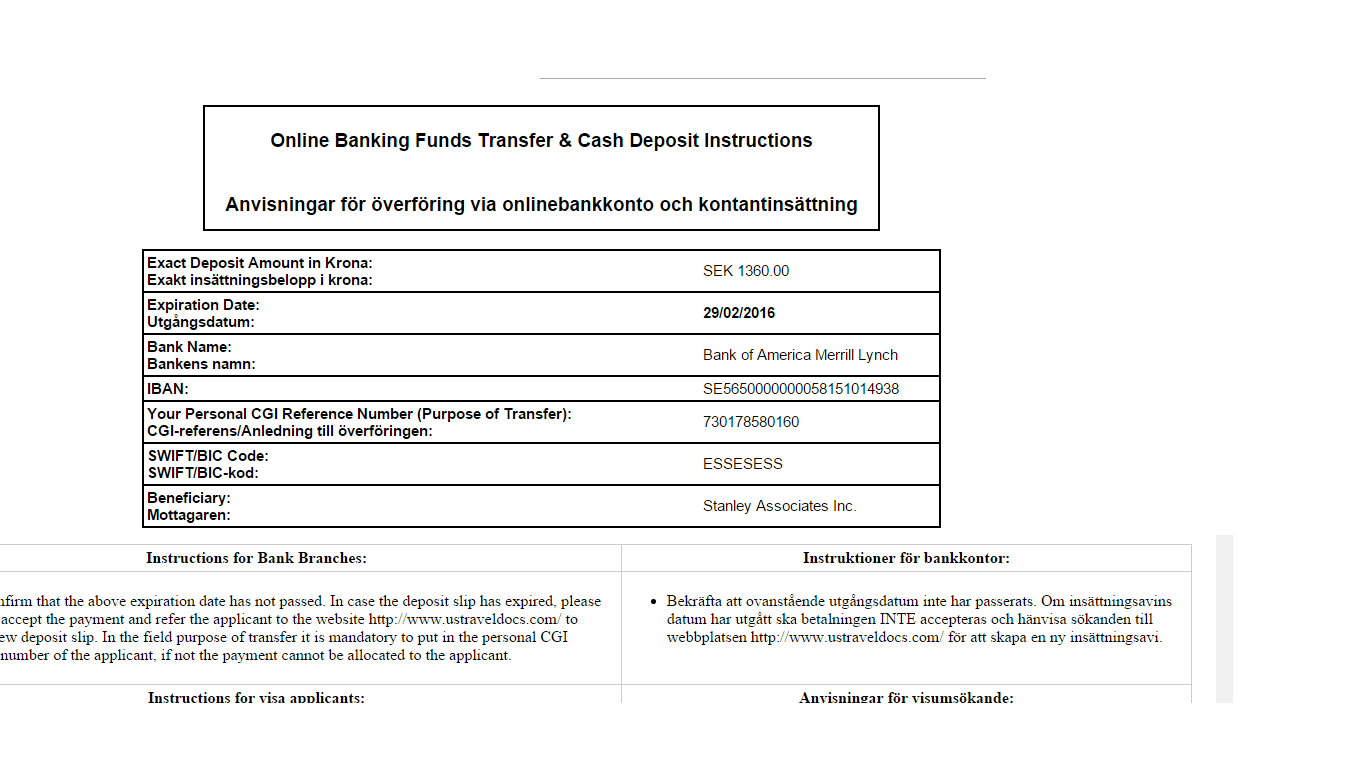 Online Banking Funds Transfer & Cash Deposit Instructions
Anvisningar för överföring via onlinebankkonto och kontantinsättning
Exact Deposit Amount in Krona:
Exakt insättningsbelopp i krona:
SEK 1360.00
Expiration Date:
Utgångsdatum:
29/02/2016
Bank Name:
Bankens namn:
Bank of America Merrill Lynch
IBAN:
SE5650000000058151014938
Your Personal CGI Reference Number (Purpose of Transfer):
CGI-referens/Anledning till överföringen:
730178580160
SWIFT/BIC Code:
SWIFT/BIC-kod:
ESSESESS
Beneficiary:
Mottagaren:
Stanley Associates Inc.
Instructions for Bank Branches:
nfirm that the above expiration date has not passed. In case the deposit slip has expired, please
accept the payment and refer the applicant to the website http://www.ustraveldocs.com/ to
ew deposit slip. In the field purpose of transfer it is mandatory to put in the personal CGI
number of the applicant, if not the payment cannot be allocated to the applicant.
Instruktioner för bankkontor:
• Bekräfta att ovanstående utgångsdatum inte har passerats. Om insättningsavins
datum har utgått ska betalningen INTE accepteras och hänvisa sökanden till
webbplatsen http://www.ustraveldocs.com/ för att skapa en ny insättningsavi.
Instructions for visa applicants:
Anvisningar för visumsökande: